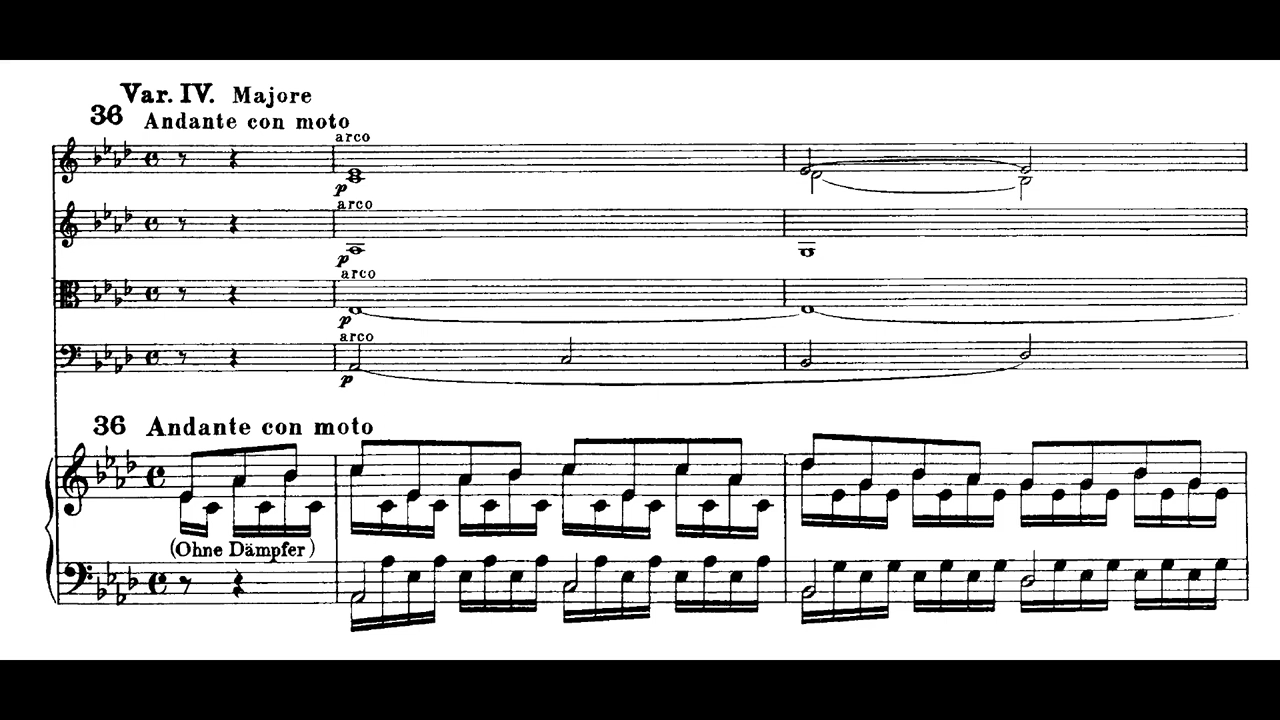 Var. IV. Majore
36 Andante con moto
arco
p
arco
p
arco
p
arco
p
36 Andante con moto
(Ohne Dämpfer)